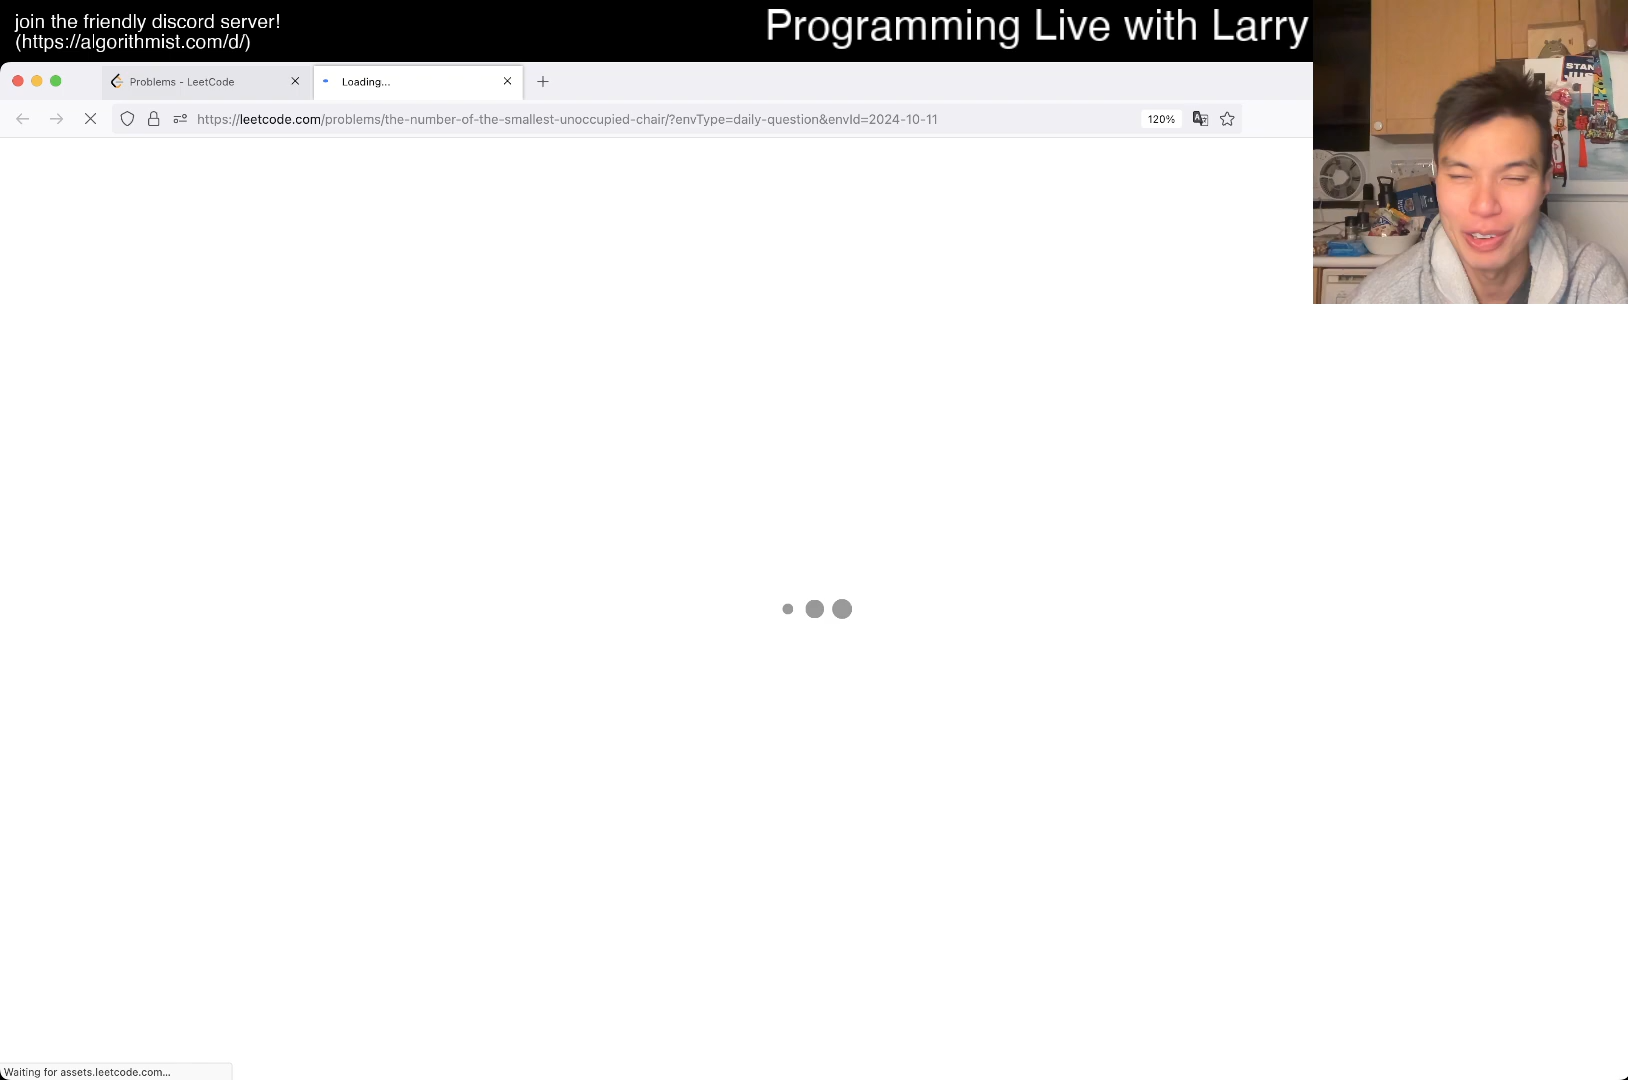 join the friendly discord server!
(https://algorithmist.com/d/)
Programming Live with Larry
Problems - LeetCode
Loading...
https://leetcode.com/problems/the-number-of-the-smallest-unoccupied-chair/?envType=daily-question&envId=2024-10-11
120%
STAN
Waiting for assets.leetcode.com...